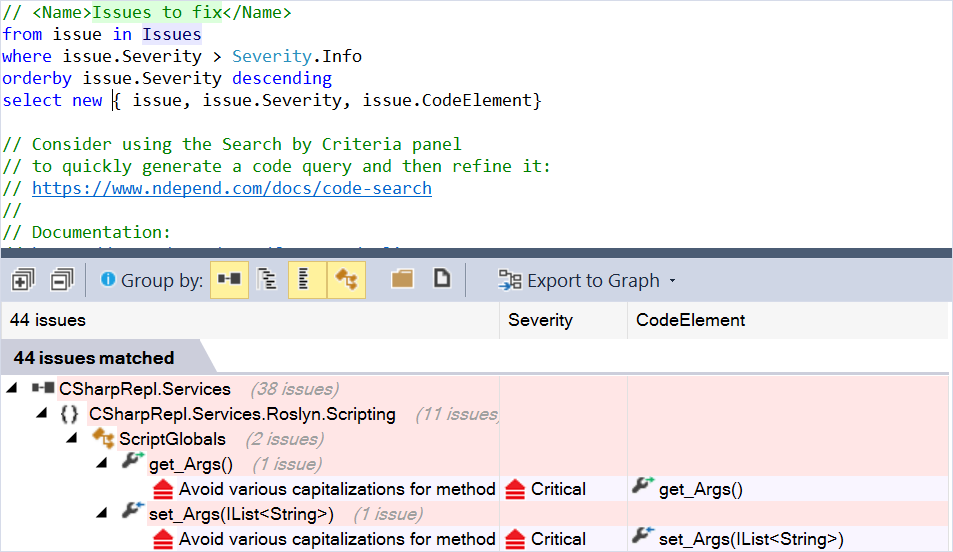 // <Name>Issues to fix</Name>
from issue in Issues
where issue.Severity > Severity.Info
orderby issue.Severity descending
select new { issue, issue.Severity, issue.CodeElement}
// Consider using the Search by Criteria panel
// to quickly generate a code query and then refine it:
// https://www.ndepend.com/docs/code-search
//
// Documentation:
Group by: Export to Graph
44 issues Severity CodeElement
44 issues matched
CSharpRepl.Services (38 issues)
{} CSharpRepl.Services.Roslyn.Scripting (11 issues)
ScriptGlobals (2 issues)
get_Args() (1 issue)
Avoid various capitalizations for method Critical get_Args()
set_Args(IList<String>) (1 issue)
Avoid various capitalizations for method Critical set_Args(IList<String>)